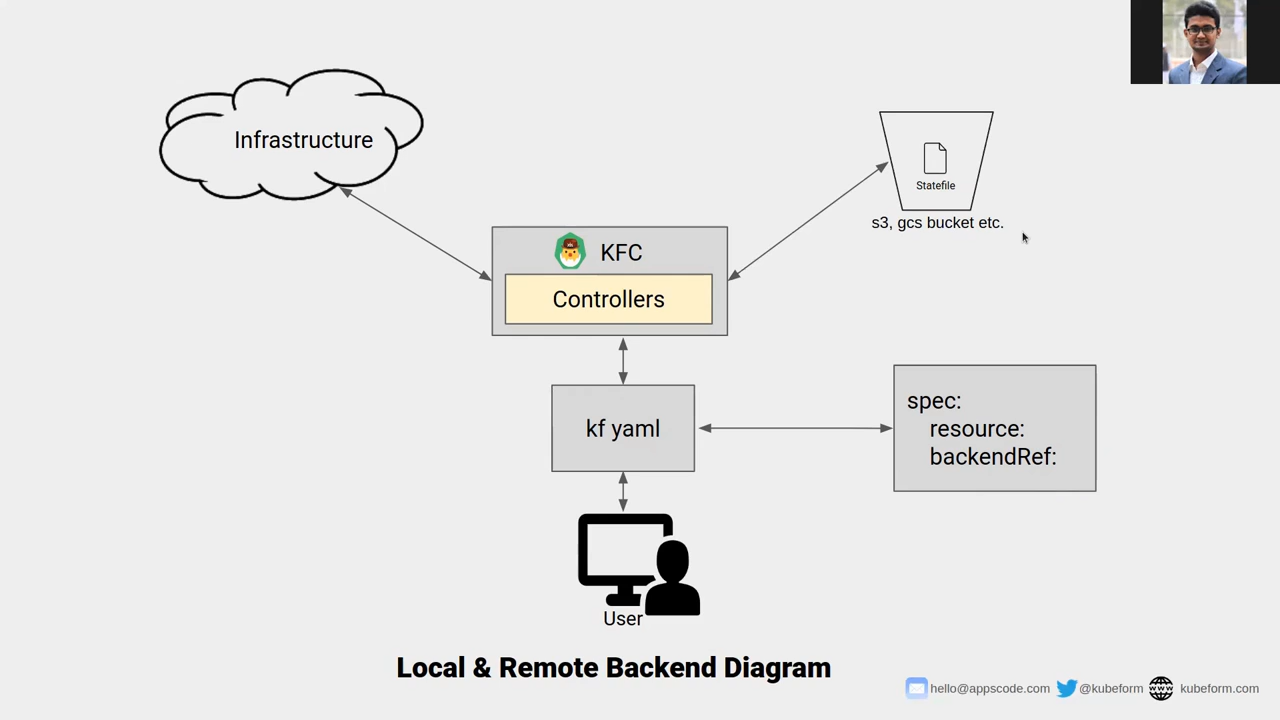 Infrastructure
Statefile
s3, gcs bucket etc.
KFC
Controllers
kf yaml
spec:
resource:
backendRef:
User
Local & Remote Backend Diagram
hello@appscode.com
@kubeform
kubeform.com